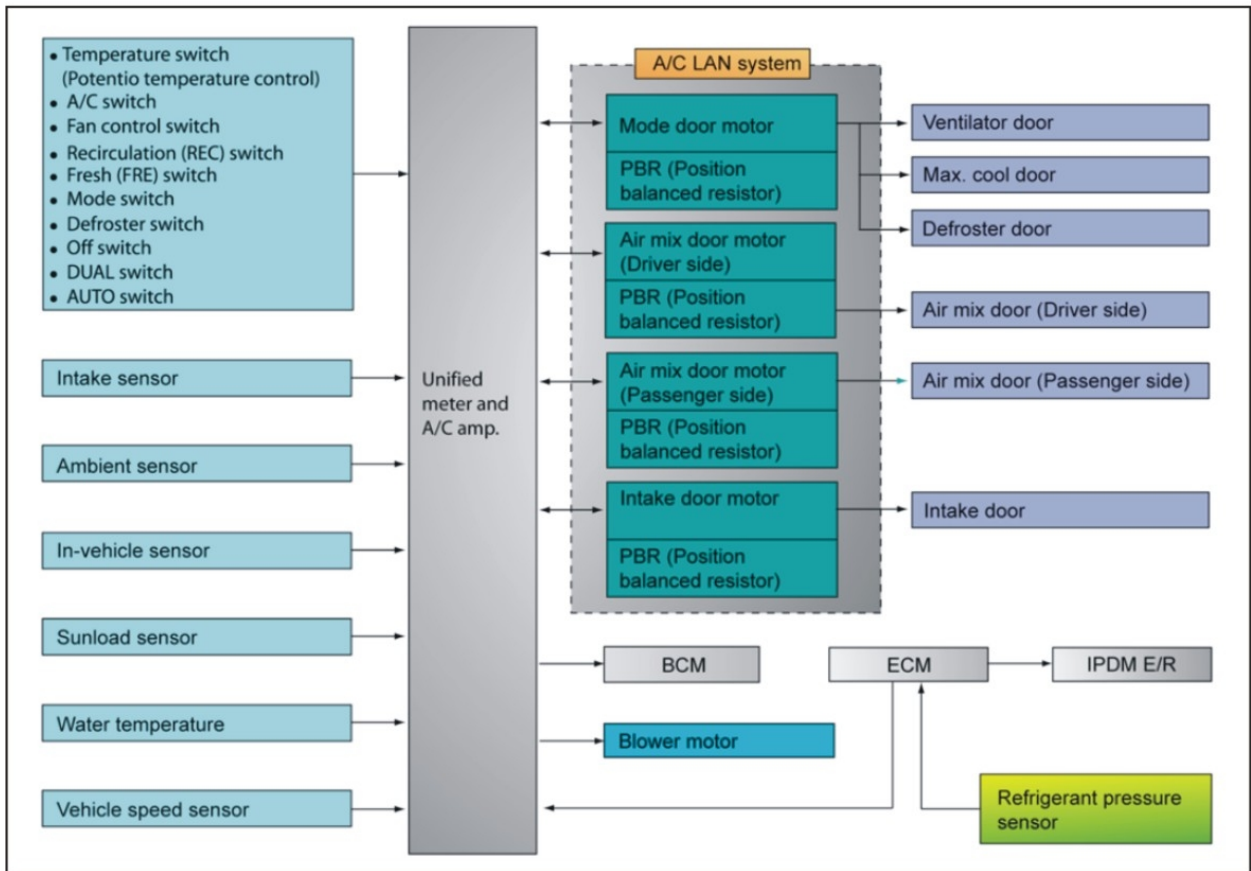 • Temperature switch
(Potentio temperature control)
• A/C switch
• Fan control switch
• Recirculation (REC) switch
• Fresh (FRE) switch
• Mode switch
• Defroster switch
• Off switch
• DUAL switch
• AUTO switch
Intake sensor
Ambient sensor
In-vehicle sensor
Sunload sensor
Water temperature
Vehicle speed sensor
Unified
meter and
A/C amp.
A/C LAN system
Mode door motor
PBR (Position
balanced resistor)
Air mix door motor
(Driver side)
PBR (Position
balanced resistor)
Air mix door motor
(Passenger side)
PBR (Position
balanced resistor)
Intake door motor
PBR (Position
balanced resistor)
Ventilator door
Max. cool door
Defroster door
Air mix door (Driver side)
Air mix door (Passenger side)
Intake door
BCM
ECM
IPDM E/R
Blower motor
Refrigerant pressure
sensor